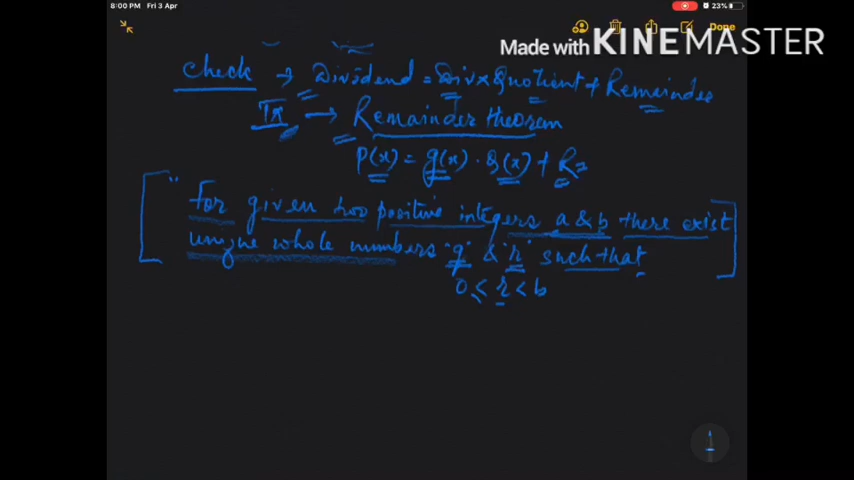 8:00 PM Fri 3 Apr
23%
Done
Made with KINEMASTER
Check → Dividend = Div x Quotient + Remainder
IX → Remainder theorem
P(x) = g(x) · Q(x) + R
"For given two positive integers a & b there exist
unique whole numbers 'q' & 'r' such that
0 ≤ r < b